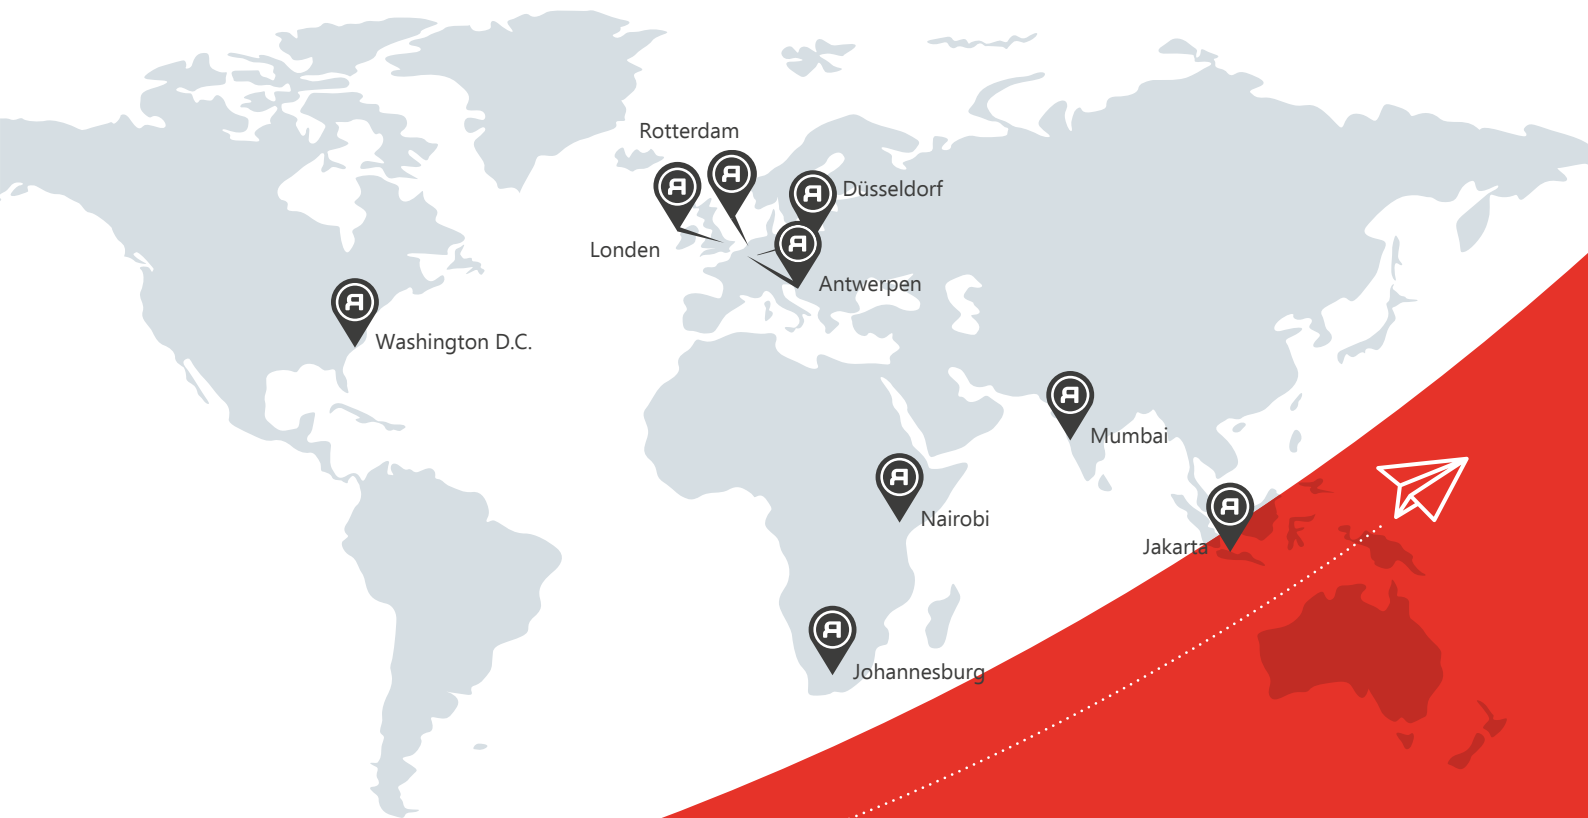 Rotterdam
Düsseldorf
Londen
Antwerpen
Washington D.C.
Mumbai
Nairobi
Jakarta
Johannesburg